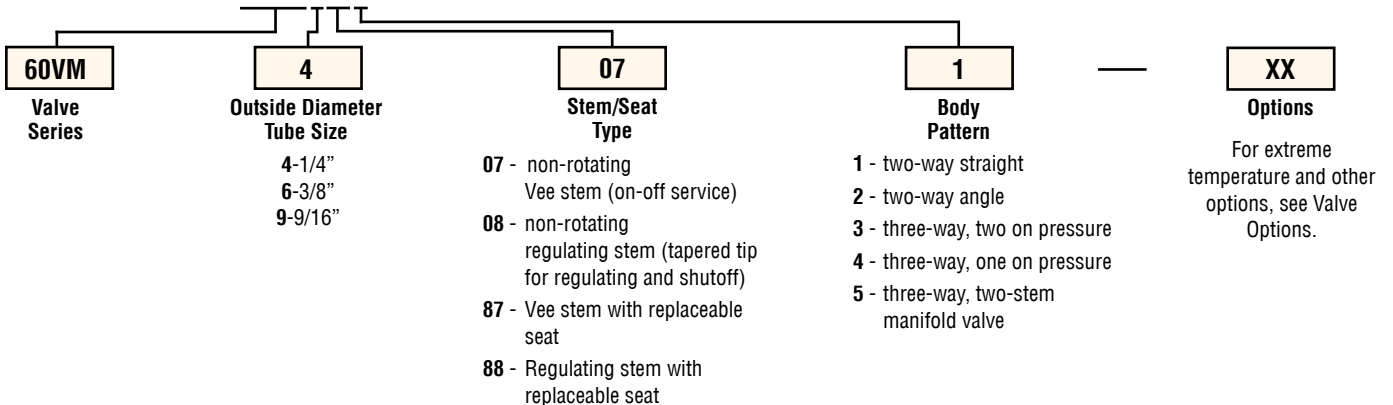 60VM
Valve
Series
4
Outside Diameter
Tube Size
4-1/4”
6-3/8”
9-9/16”
07
Stem/Seat
Type
07 - non-rotating
Vee stem (on-off service)
08 - non-rotating
regulating stem (tapered tip
for regulating and shutoff)
87 - Vee stem with replaceable
seat
88 - Regulating stem with
replaceable seat
1
Body
Pattern
1 - two-way straight
2 - two-way angle
3 - three-way, two on pressure
4 - three-way, one on pressure
5 - three-way, two-stem
manifold valve
XX
Options
For extreme
temperature and other
options, see Valve
Options.